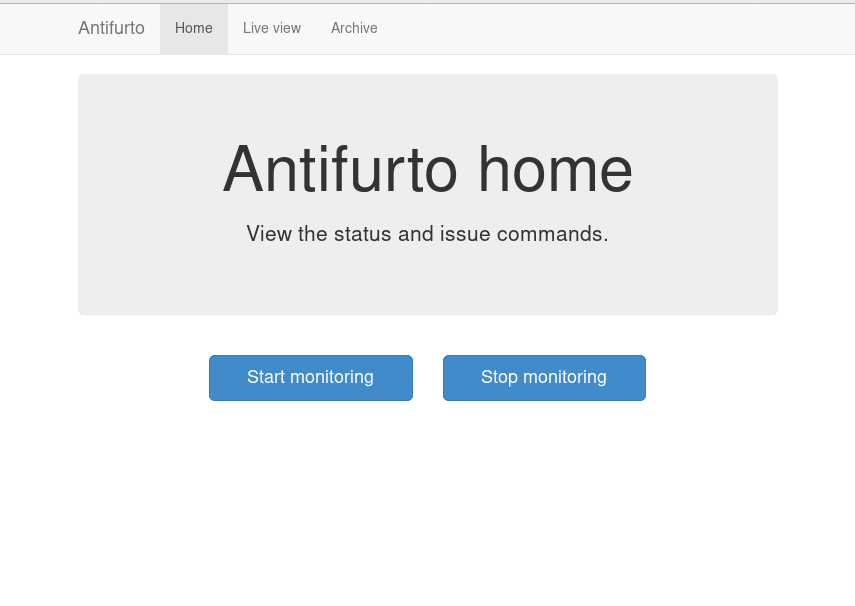 Antifurto Home Live view Archive
Antifurto home
View the status and issue commands.
Start monitoring Stop monitoring